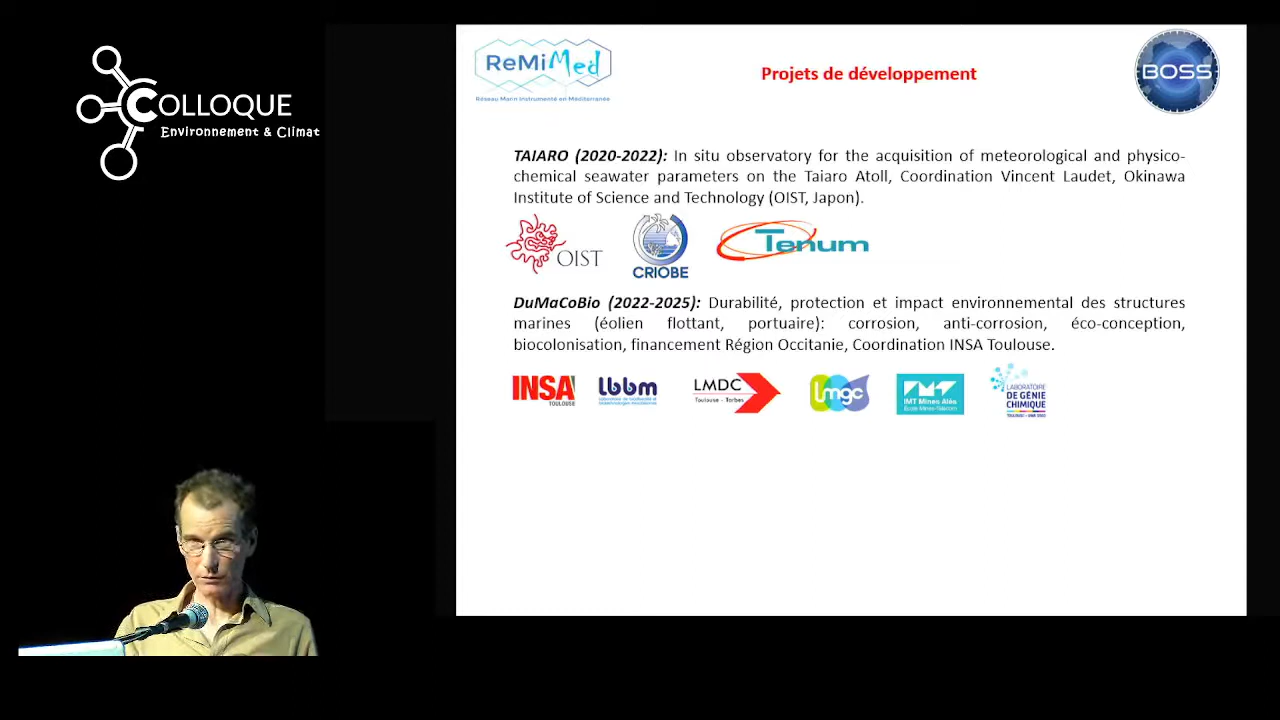 COLLOQUE
Environnement & Climat
ReMiMed
Réseau Marin Instrumenté en Méditerranée
Projets de développement
BOSS
TAIARO (2020-2022): In situ observatory for the acquisition of meteorological and physico-
chemical seawater parameters on the Taiaro Atoll, Coordination Vincent Laudet, Okinawa
Institute of Science and Technology (OIST, Japon).
OIST
CRIOBE
Tenum
DuMaCoBio (2022-2025): Durabilité, protection et impact environnemental des structures
marines (éolien flottant, portuaire): corrosion, anti-corrosion, éco-conception,
biocolonisation, financement Région Occitanie, Coordination INSA Toulouse.
INSA
TOULOUSE
lbbm
LMDC
Toulouse - Tarbes
lmgc
IMT Mines Alès
École Mines-Télécom
LABORATOIRE
DE GÉNIE
CHIMIQUE